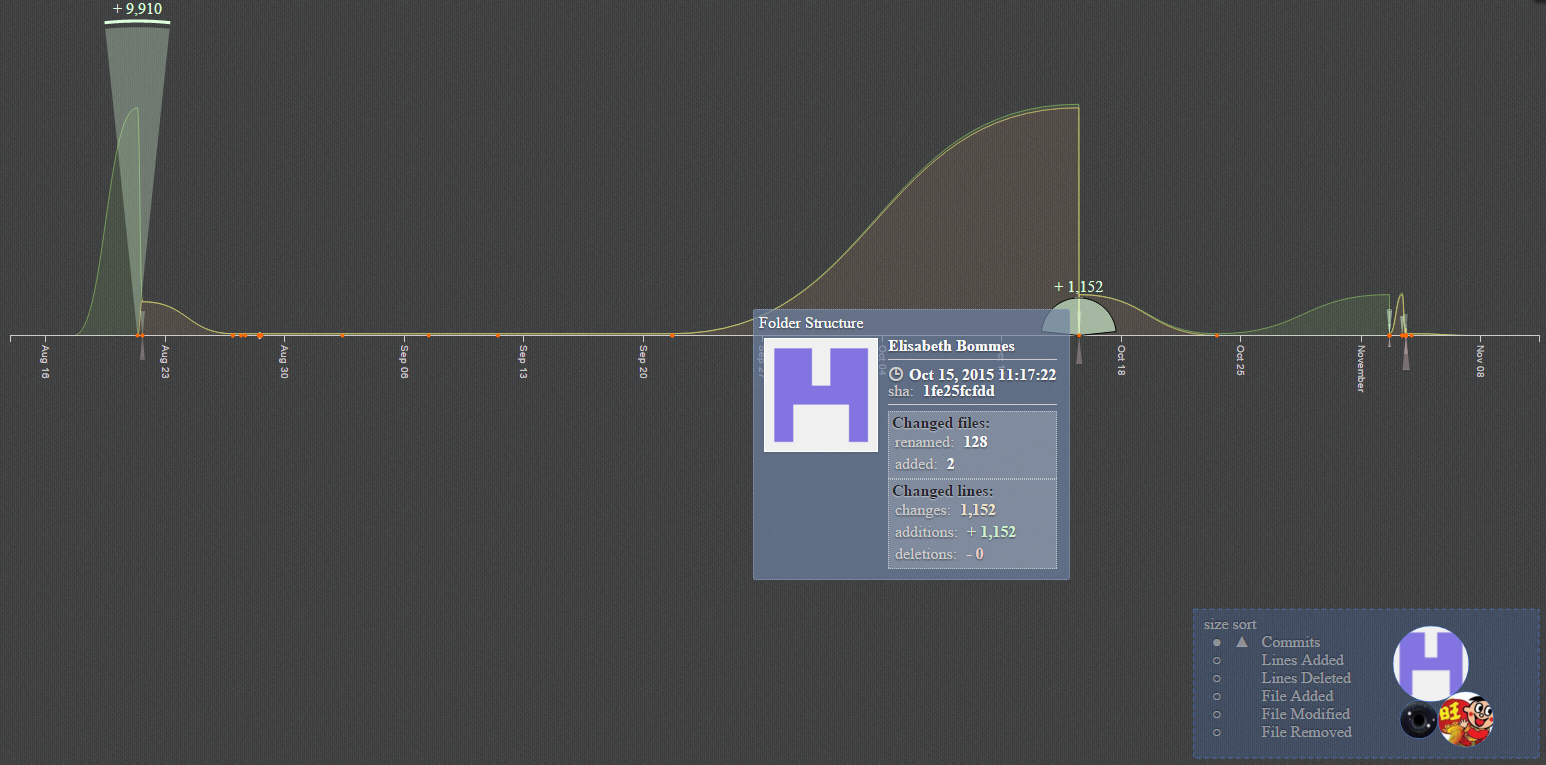 + 9,910
+ 1,152
Folder Structure
Elisabeth Bommes
Oct 15, 2015 11:17:22
sha: 1fe25fcfdd
Changed files:
renamed: 128
added: 2
Changed lines:
changes: 1,152
additions: + 1,152
deletions: - 0
Aug 16
Aug 23
Aug 30
Sep 06
Sep 13
Sep 20
Sep 27
Oct 04
Oct 18
Oct 25
November
Nov 08
size sort
Commits
Lines Added
Lines Deleted
File Added
File Modified
File Removed
旺